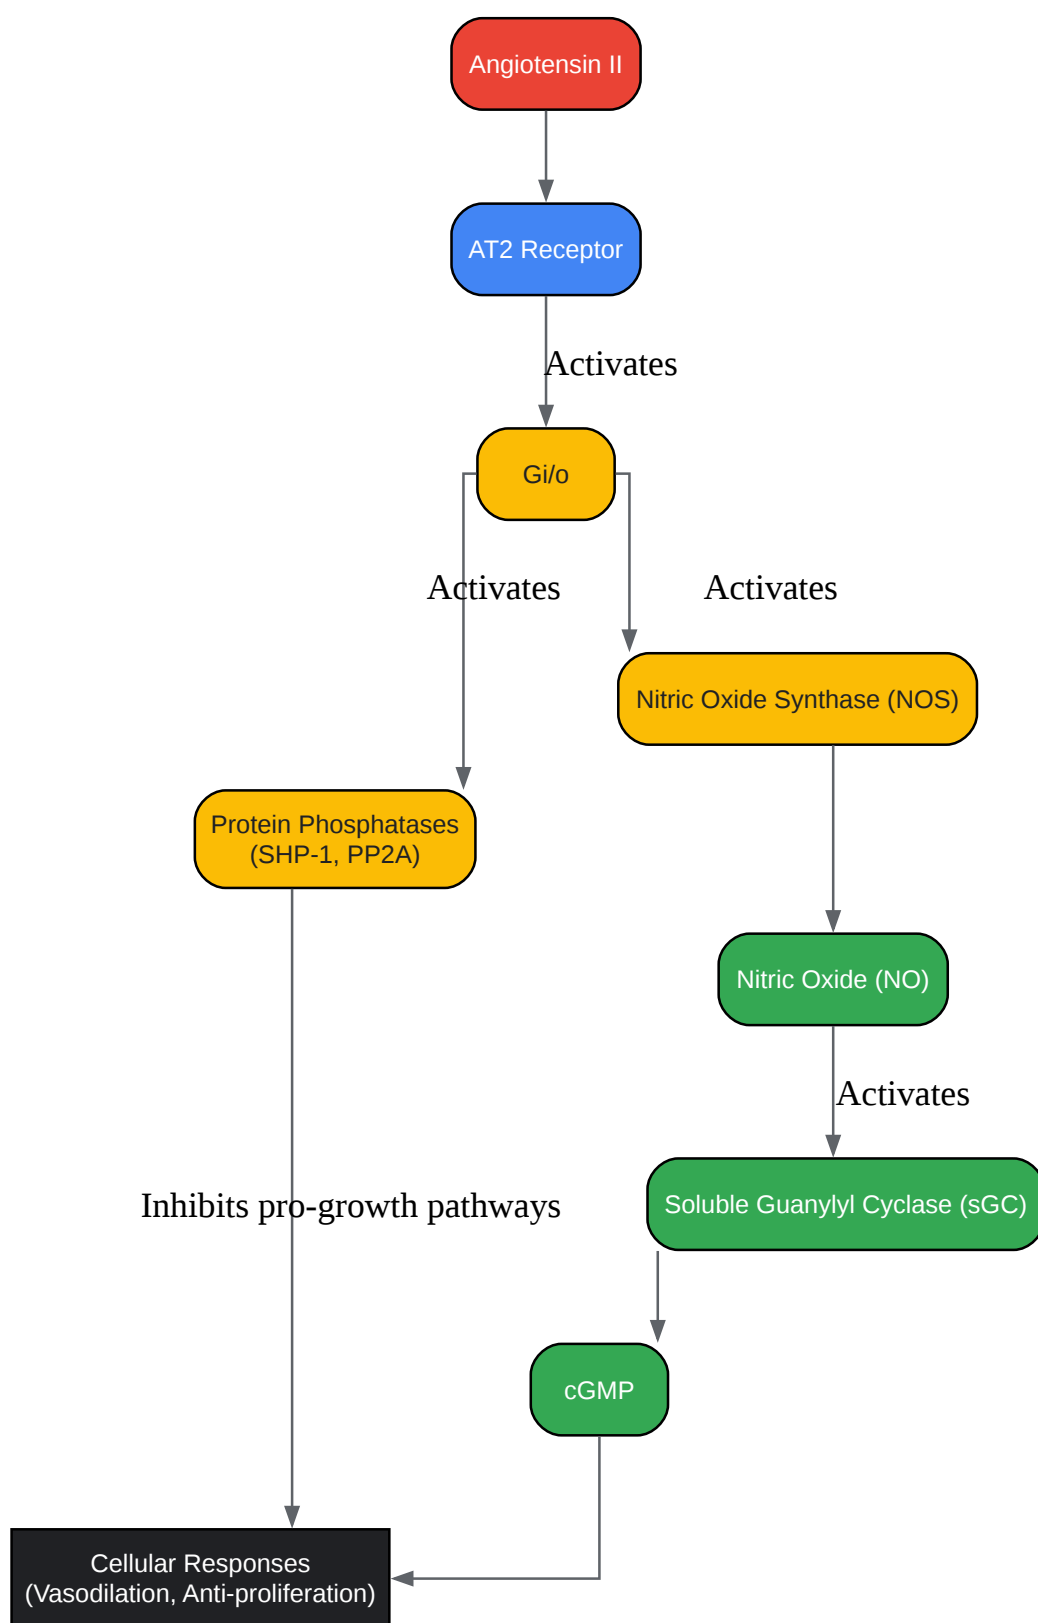 Angiotensin II
AT2 Receptor
Activates
Gi/o
Activates
Activates
Nitric Oxide Synthase (NOS)
Protein Phosphatases
(SHP-1, PP2A)
Nitric Oxide (NO)
Activates
Inhibits pro-growth pathways
Soluble Guanylyl Cyclase (sGC)
cGMP
Cellular Responses
(Vasodilation, Anti-proliferation)